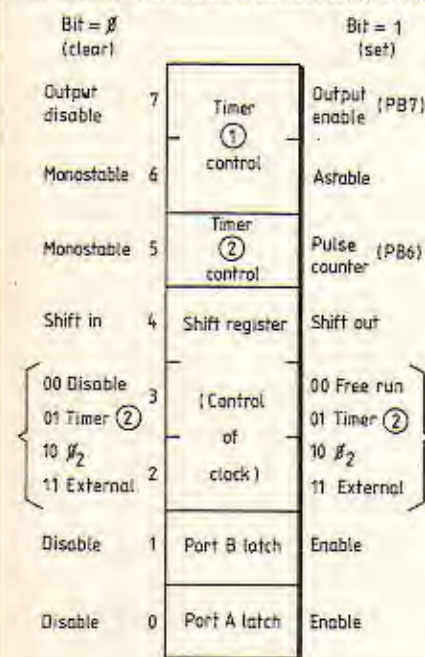 Bit = Ø Bit = 1
(clear) (set)
Output disable 7 Timer ① control Output enable (PB7)
Monostable 6 Astable
Monostable 5 Timer ② control Pulse counter (PB6)
Shift in 4 Shift register Shift out
00 Disable 3 (Control 00 Free run
01 Timer ② of 01 Timer ②
10 Ø2 clock) 10 Ø2
11 External 2 11 External
Disable 1 Port B latch Enable
Disable 0 Port A latch Enable